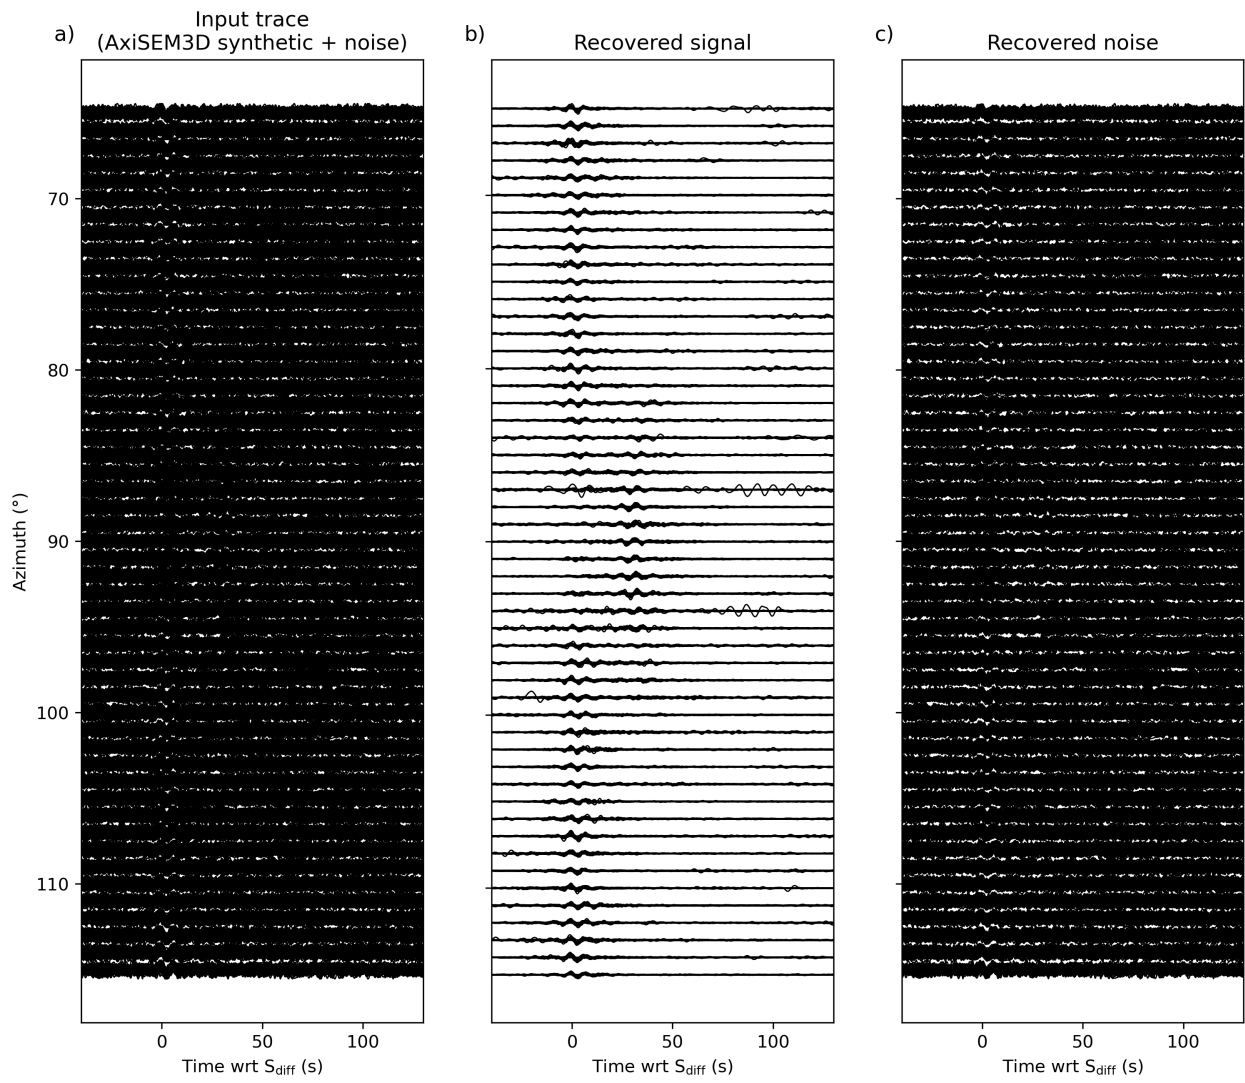 a)
Input trace
(AxiSEM3D synthetic + noise)
b)
Recovered signal
c)
Recovered noise
70
80
90
100
110
Azimuth (°)
0 50 100
Time wrt Sdiff (s)
0 50 100
Time wrt Sdiff (s)
0 50 100
Time wrt Sdiff (s)